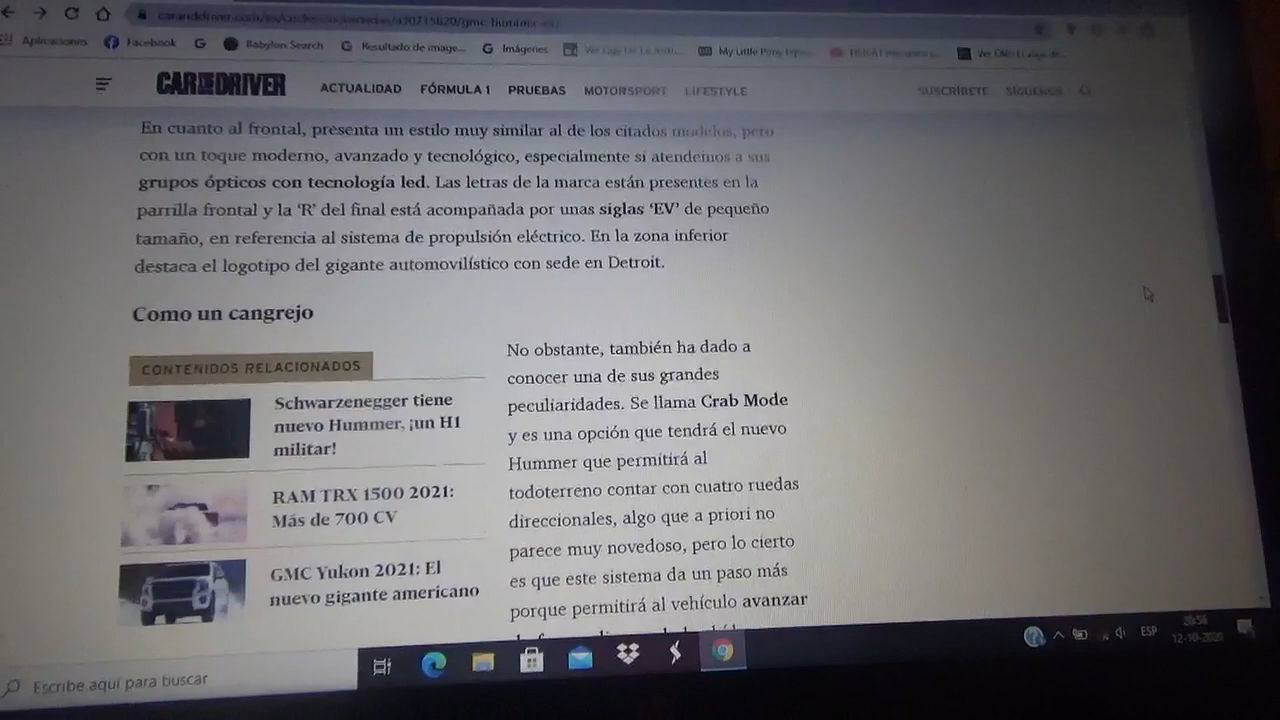 Aplicaciones Facebook Babylon Search Resultado de image... Imágenes My Little Pony
CAR AND DRIVER ACTUALIDAD FÓRMULA 1 PRUEBAS MOTORSPORT LIFESTYLE SUSCRÍBETE SÍGUENOS
En cuanto al frontal, presenta un estilo muy similar al de los citados modelos, pero
con un toque moderno, avanzado y tecnológico, especialmente si atendemos a sus
grupos ópticos con tecnología led. Las letras de la marca están presentes en la
parrilla frontal y la ‘R’ del final está acompañada por unas siglas ‘EV’ de pequeño
tamaño, en referencia al sistema de propulsión eléctrico. En la zona inferior
destaca el logotipo del gigante automovilístico con sede en Detroit.
Como un cangrejo
CONTENIDOS RELACIONADOS
Schwarzenegger tiene
nuevo Hummer, ¡un H1
militar!
RAM TRX 1500 2021:
Más de 700 CV
GMC Yukon 2021: El
nuevo gigante americano
No obstante, también ha dado a
conocer una de sus grandes
peculiaridades. Se llama Crab Mode
y es una opción que tendrá el nuevo
Hummer que permitirá al
todoterreno contar con cuatro ruedas
direccionales, algo que a priori no
parece muy novedoso, pero lo cierto
es que este sistema da un paso más
porque permitirá al vehículo avanzar
Escribe aquí para buscar
ESP
20:56
12-10-2020